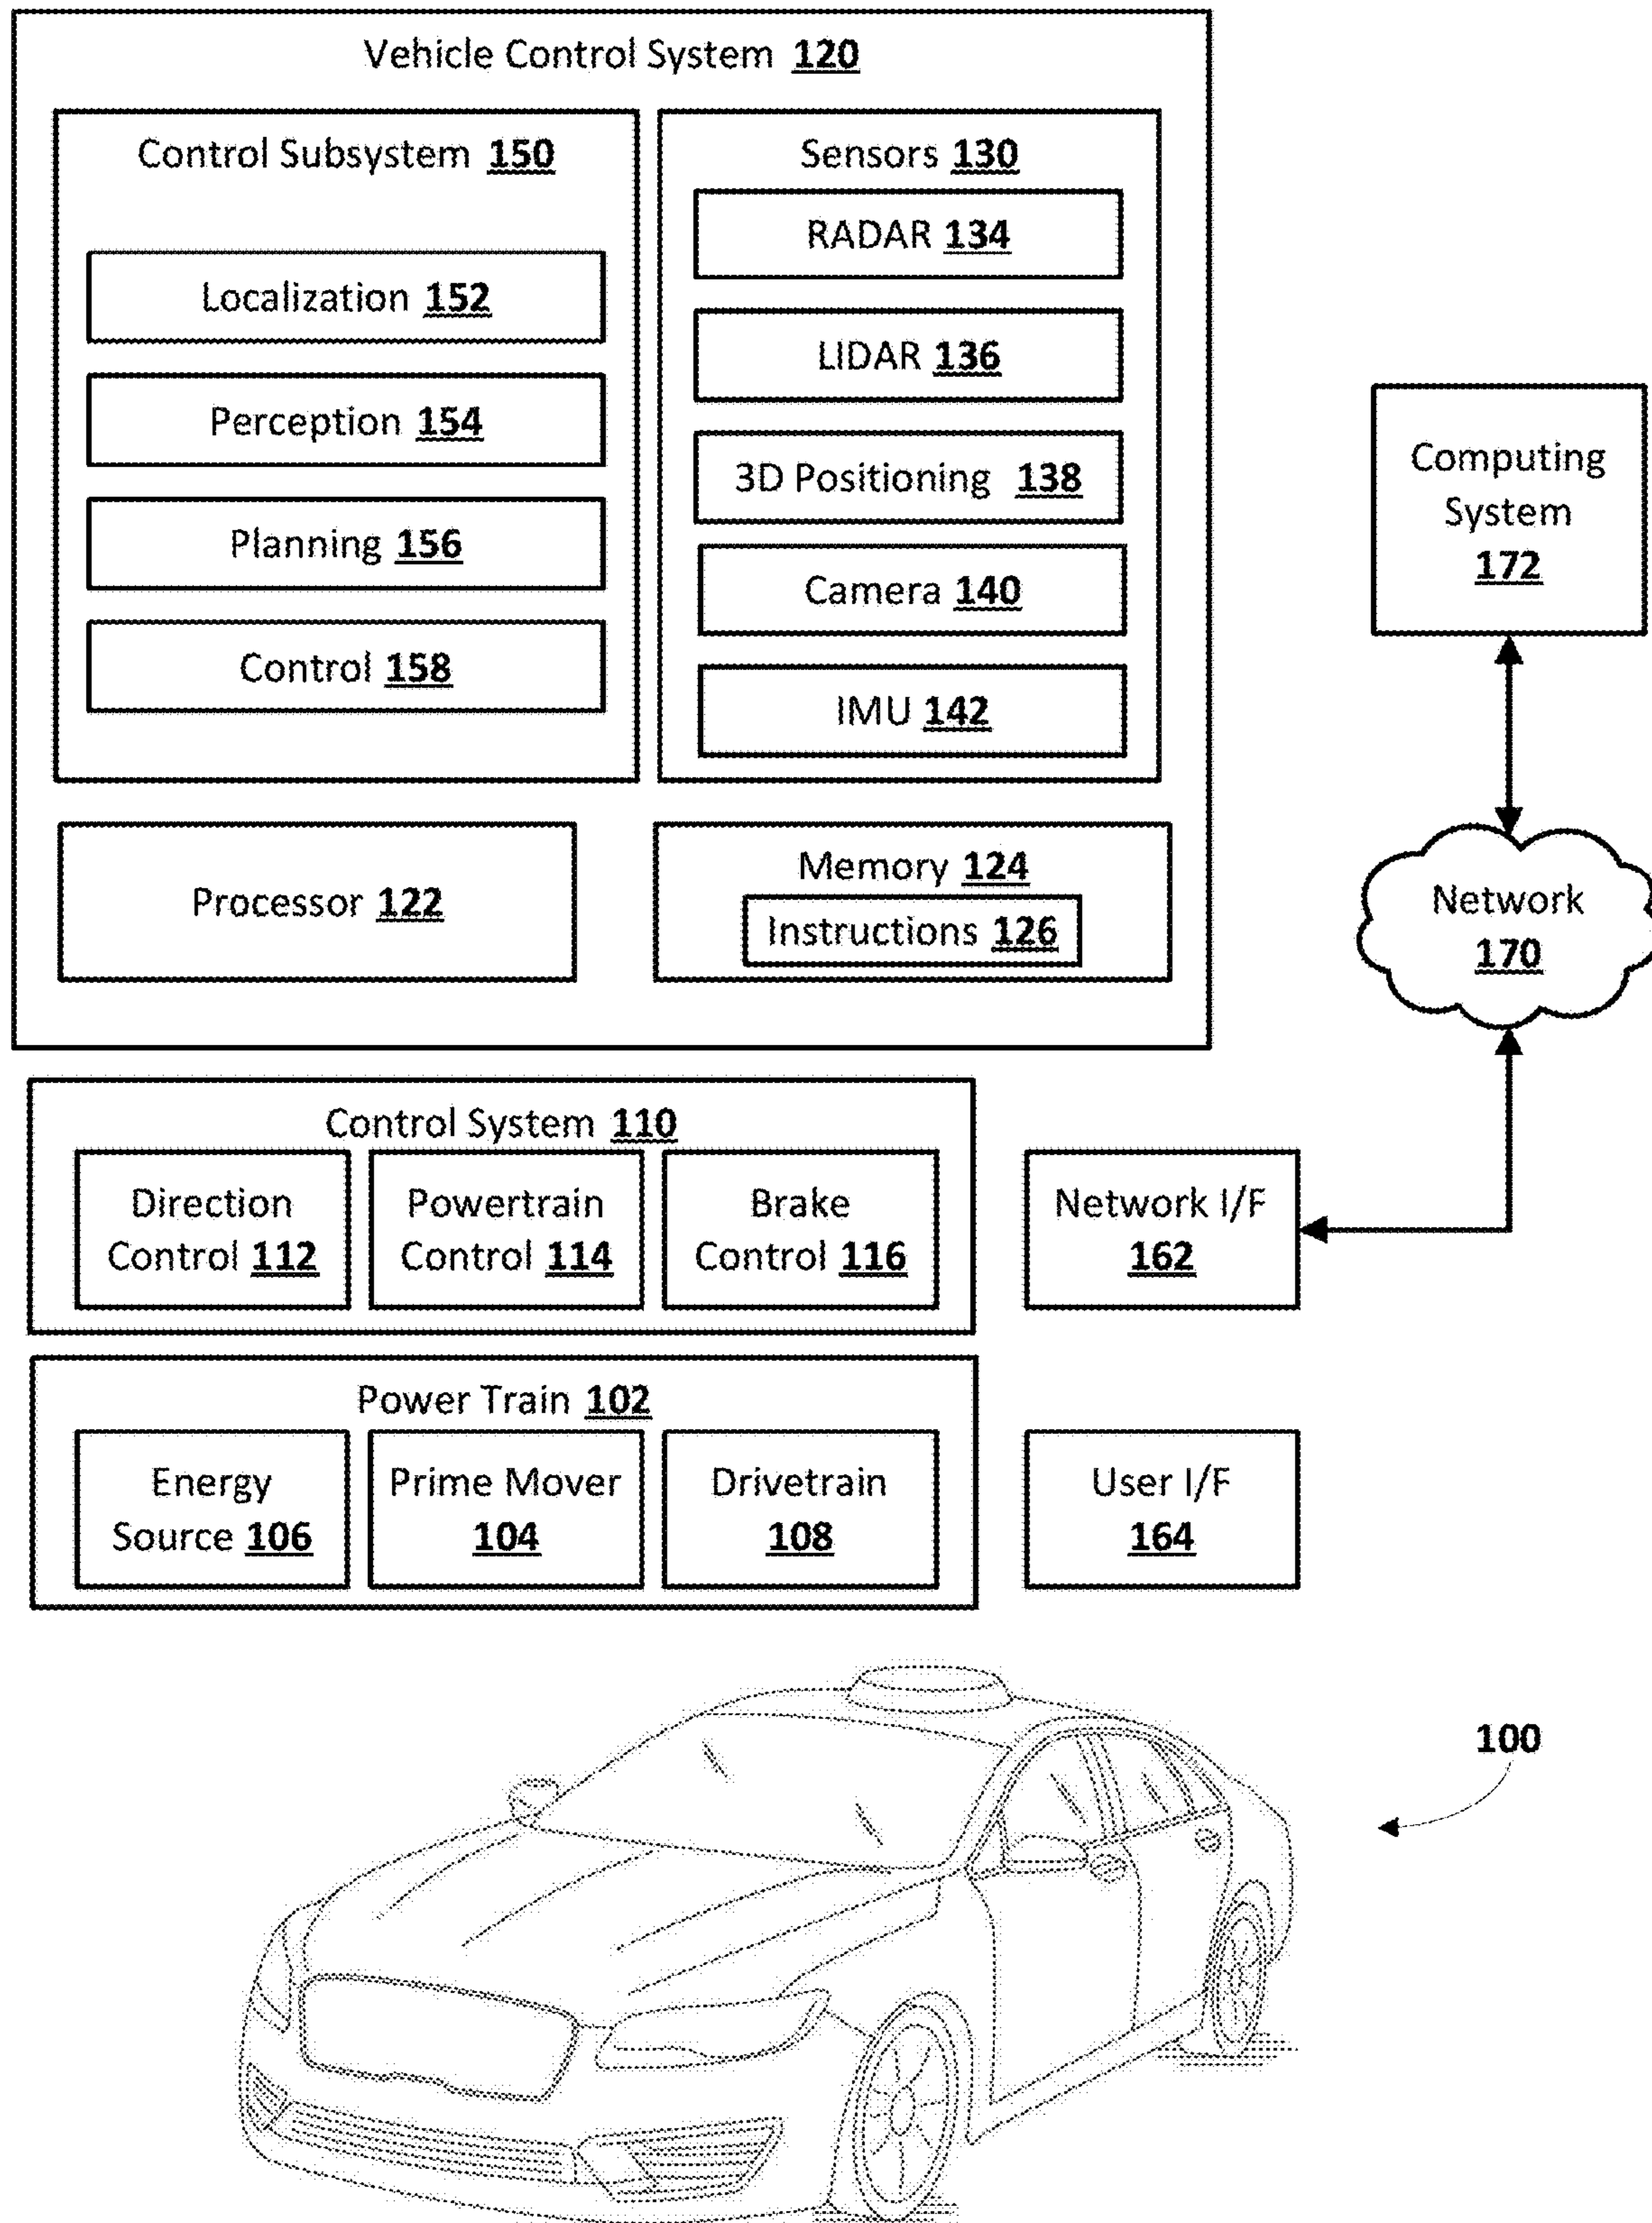 Vehicle Control System 120
Control Subsystem 150
Localization 152
Perception 154
Planning 156
Control 158
Sensors 130
RADAR 134
LIDAR 136
3D Positioning 138
Camera 140
IMU 142
Processor 122
Memory 124
Instructions 126
Computing
System
172
Network
170
Control System 110
Direction
Control 112
Powertrain
Control 114
Brake
Control 116
Network I/F
162
Power Train 102
Energy
Source 106
Prime Mover
104
Drivetrain
108
User I/F
164
100